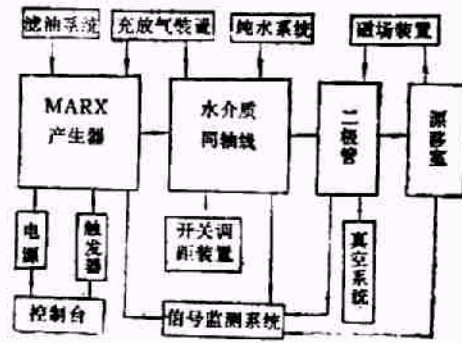 滤油系统
充放气装置
纯水系统
磁场装置
MARX
产生器
水介质
同轴线
二极管
漂移室
电源
触发器
开关调
距装置
真空系统
控制台
信号监测系统